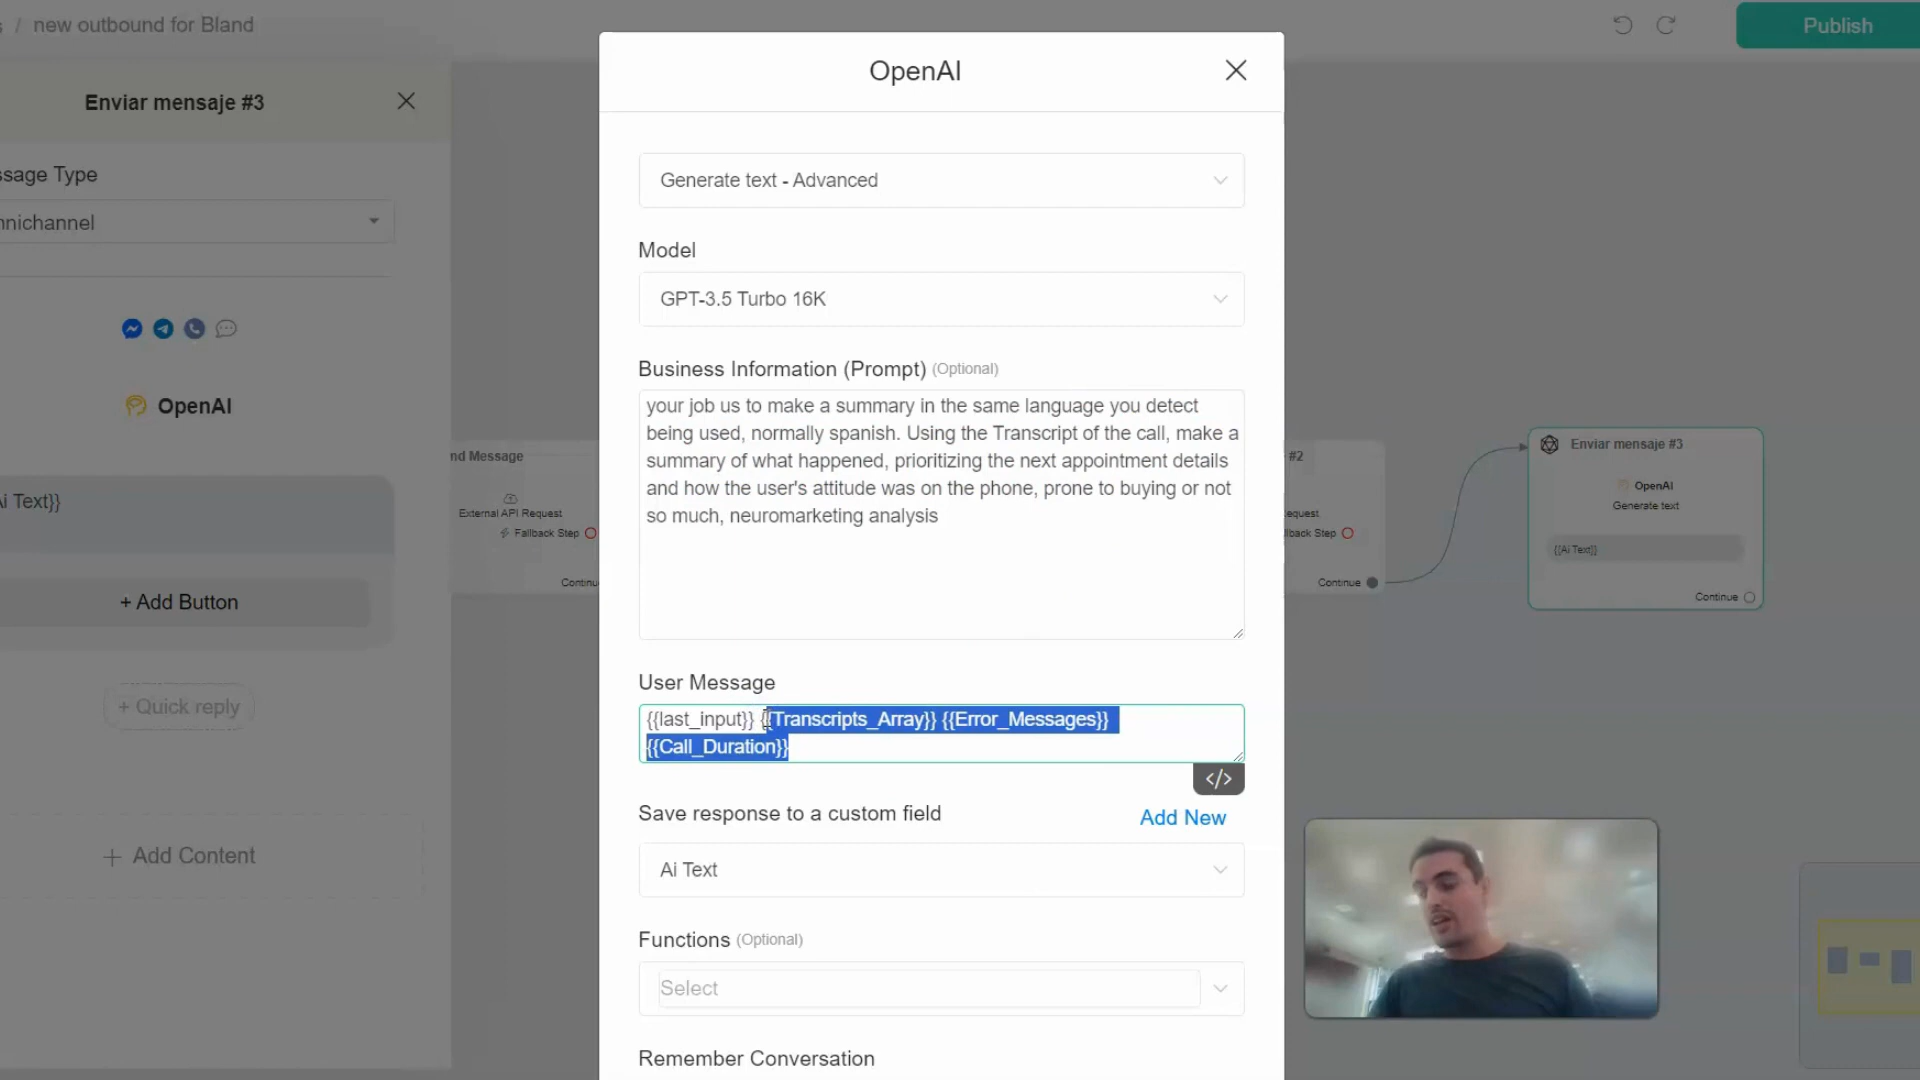 / new outbound for Bland
Publish
Enviar mensaje #3
ssage Type
nnichannel
OpenAI
Ai Text}}
+ Add Button
+ Quick reply
+ Add Content
nd Message
External API Request
Fallback Step
Continu
OpenAI
Generate text - Advanced
Model
GPT-3.5 Turbo 16K
Business Information (Prompt) (Optional)
your job us to make a summary in the same language you detect
being used, normally spanish. Using the Transcript of the call, make a
summary of what happened, prioritizing the next appointment details
and how the user's attitude was on the phone, prone to buying or not
so much, neuromarketing analysis
User Message
{{last_input}} {{Transcripts_Array}} {{Error_Messages}}
{{Call_Duration}}
</>
Save response to a custom field
Add New
Ai Text
Functions (Optional)
Select
Remember Conversation
#2
equest
lback Step
Continue
Enviar mensaje #3
OpenAI
Generate text
{{Ai Text}}
Continue